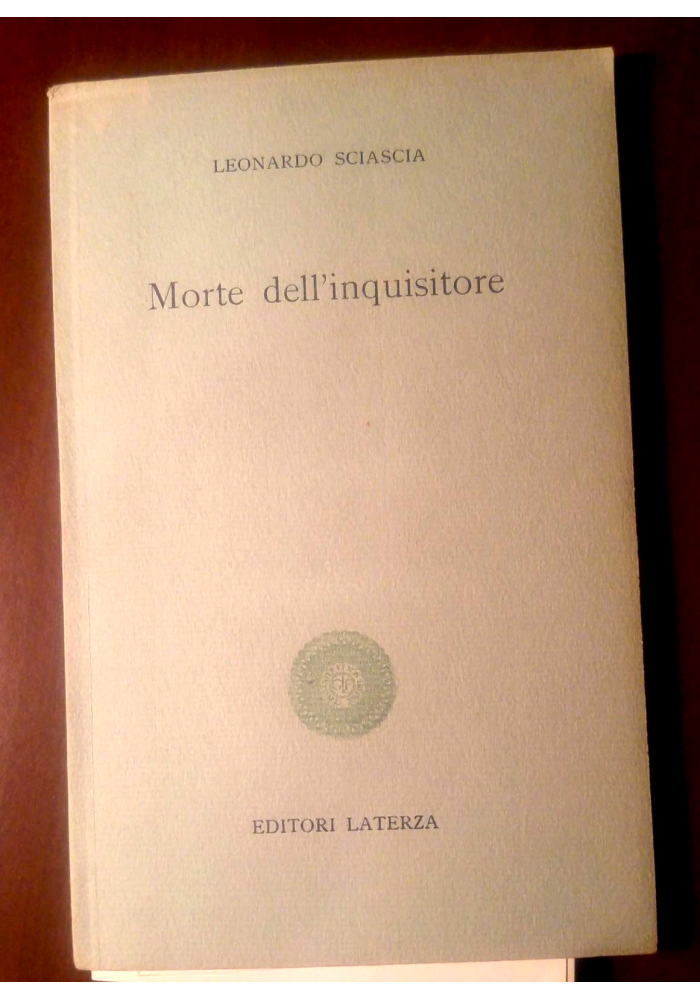 LEONARDO SCIASCIA
Morte dell'inquisitore
EDITORI LATERZA